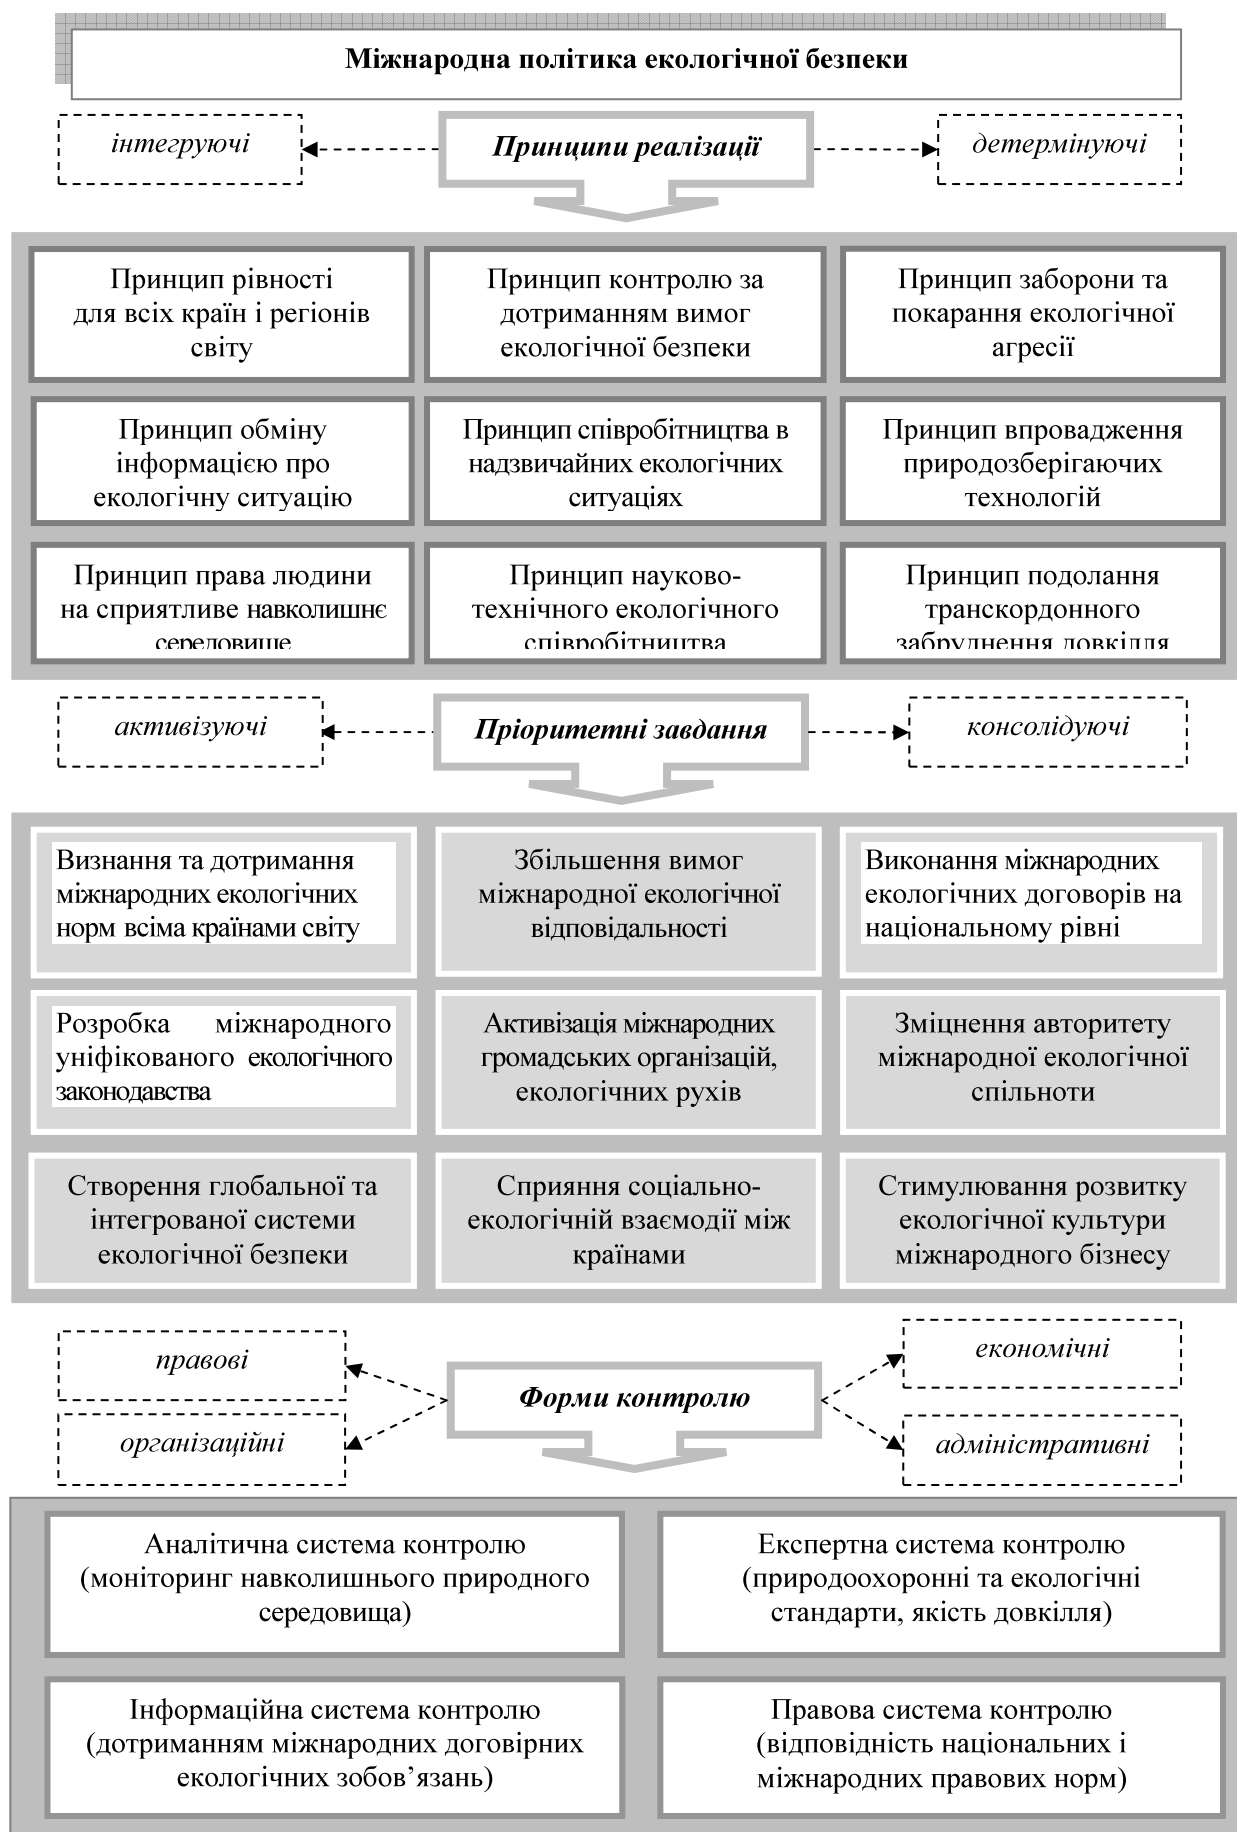 Міжнародна політика екологічної безпеки
інтегруючі
Принципи реалізації
детермінуючі
Принцип рівності
для всіх країн і регіонів
світу
Принцип контролю за
дотриманням вимог
екологічної безпеки
Принцип заборони та
покарання екологічної
агресії
Принцип обміну
інформацією про
екологічну ситуацію
Принцип співробітництва в
надзвичайних екологічних
ситуаціях
Принцип впровадження
природозберігаючих
технологій
Принцип права людини
на сприятливе навколишнє
середовище
Принцип науково-
технічного екологічного
співробітництва
Принцип подолання
транскордонного
забруднення довкілля
активізуючі
Пріоритетні завдання
консолідуючі
Визнання та дотримання
міжнародних екологічних
норм всіма країнами світу
Збільшення вимог
міжнародної екологічної
відповідальності
Виконання міжнародних
екологічних договорів на
національному рівні
Розробка міжнародного
уніфікованого екологічного
законодавства
Активізація міжнародних
громадських організацій,
екологічних рухів
Зміцнення авторитету
міжнародної екологічної
спільноти
Створення глобальної та
інтегрованої системи
екологічної безпеки
Сприяння соціально-
екологічній взаємодії між
країнами
Стимулювання розвитку
екологічної культури
міжнародного бізнесу
правові
організаційні
Форми контролю
економічні
адміністративні
Аналітична система контролю
(моніторинг навколишнього природного
середовища)
Експертна система контролю
(природоохоронні та екологічні
стандарти, якість довкілля)
Інформаційна система контролю
(дотриманням міжнародних договірних
екологічних зобов’язань)
Правова система контролю
(відповідність національних і
міжнародних правових норм)